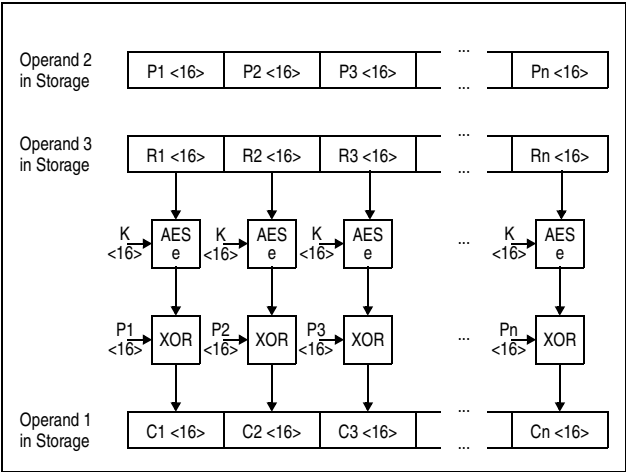 ...
Operand 2
in Storage
P1 <16> P2 <16> P3 <16> Pn <16>
...
...
Operand 3
in Storage
R1 <16> R2 <16> R3 <16> Rn <16>
...
K <16> AES e K <16> AES e K <16> AES e ... K <16> AES e
P1 <16> XOR P2 <16> XOR P3 <16> XOR ... Pn <16> XOR
...
Operand 1
in Storage
C1 <16> C2 <16> C3 <16> Cn <16>
...